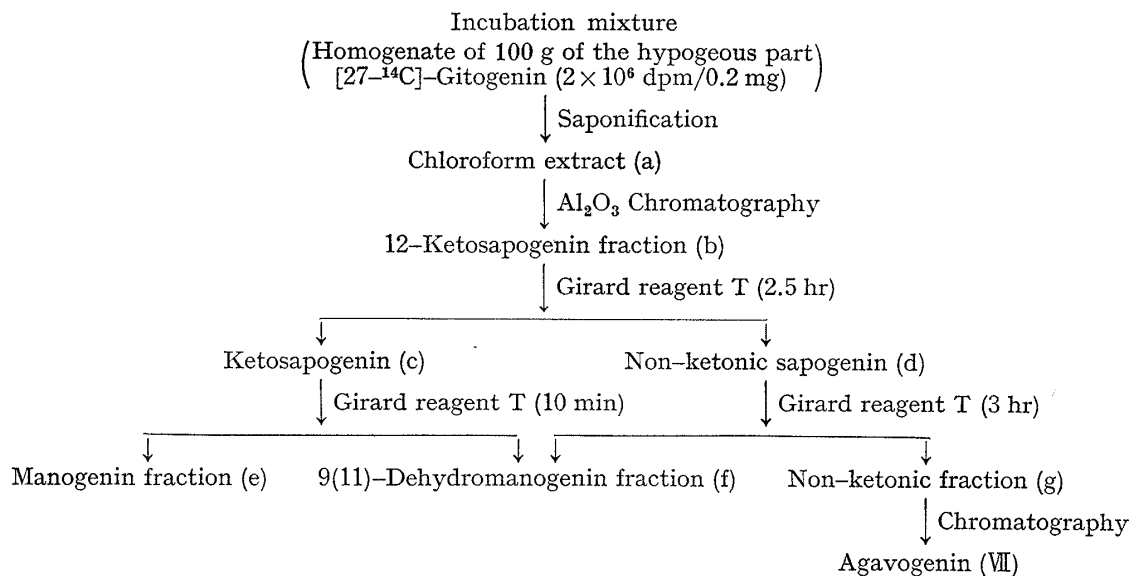 Incubation mixture
(Homogenate of 100 g of the hypogeous part
[27–¹⁴C]–Gitogenin (2×10⁶ dpm/0.2 mg))
Saponification
Chloroform extract (a)
Al₂O₃ Chromatography
12–Ketosapogenin fraction (b)
Girard reagent T (2.5 hr)
Ketosapogenin (c) Non–ketonic sapogenin (d)
Girard reagent T (10 min) Girard reagent T (3 hr)
Manogenin fraction (e) 9(11)–Dehydromanogenin fraction (f) Non–ketonic fraction (g)
Chromatography
Agavogenin (Ⅶ)